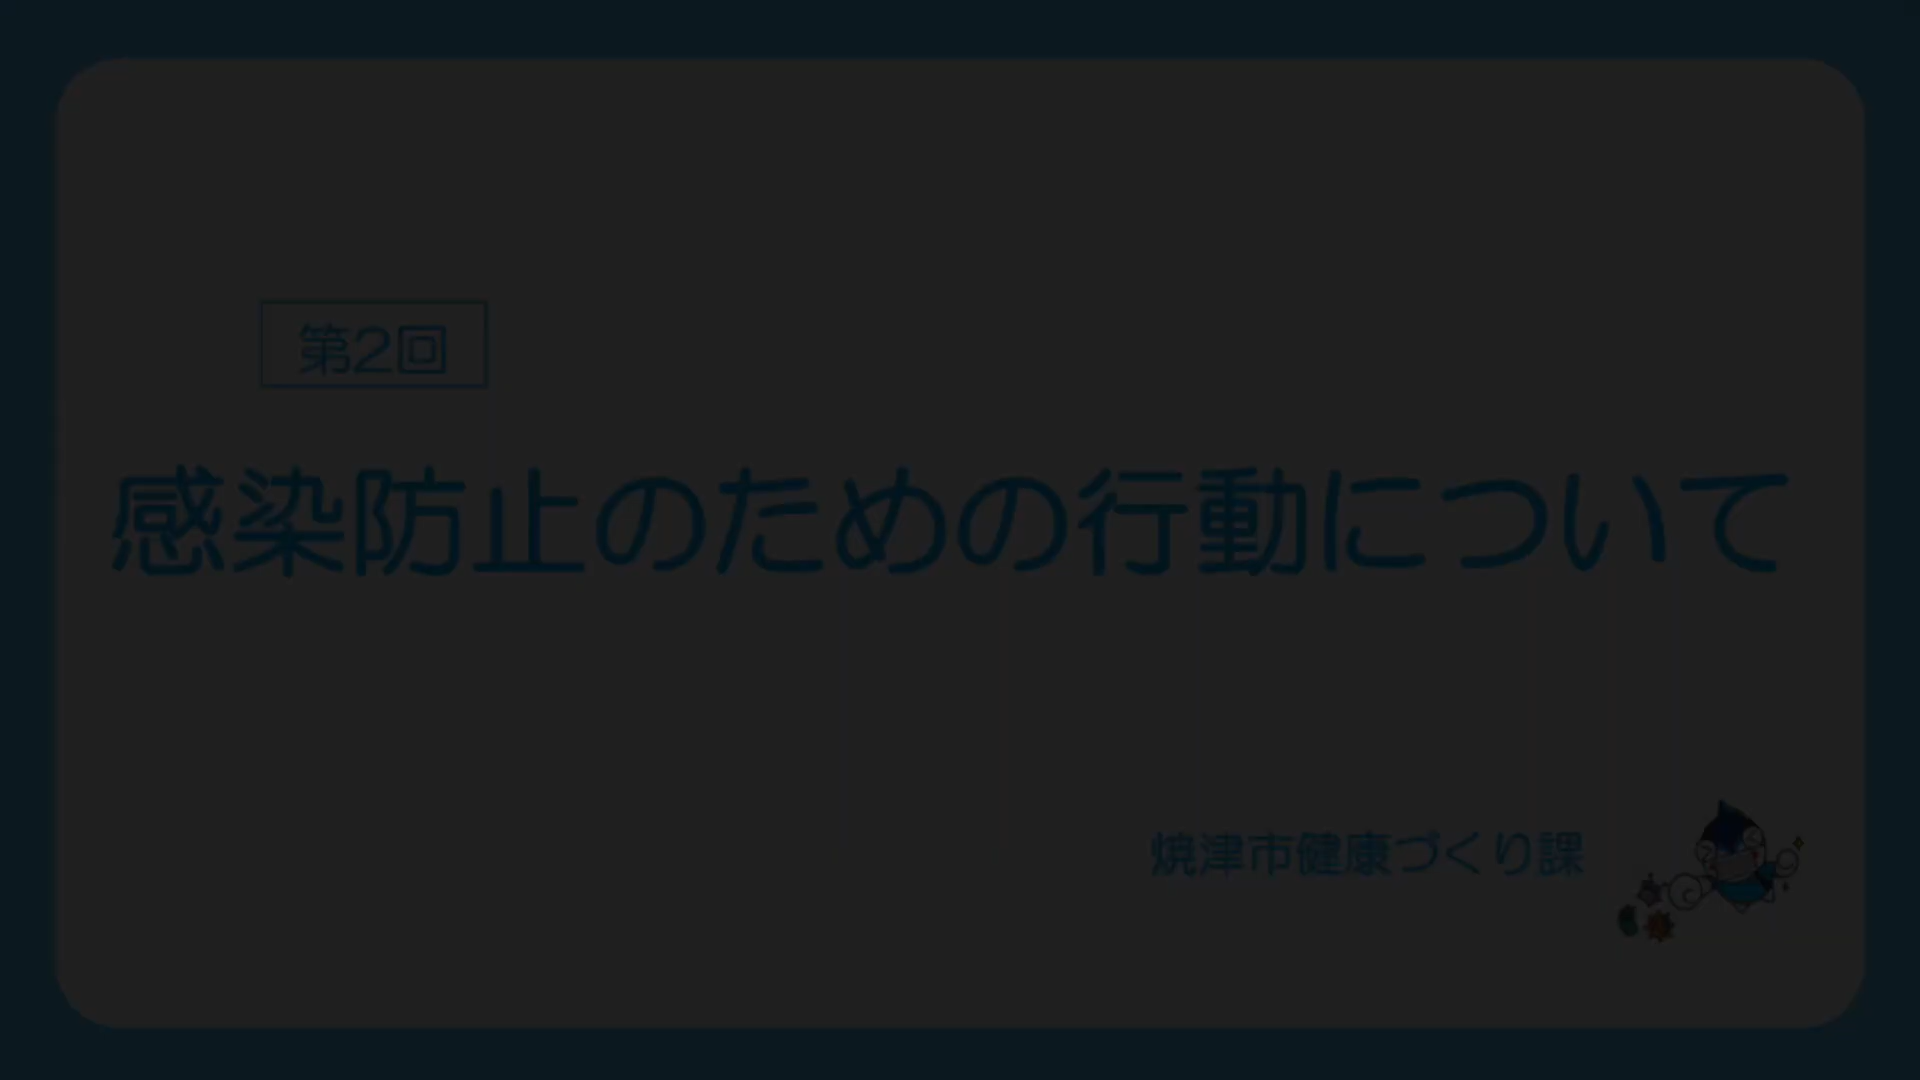 第2回
感染防止のための行動について
焼津市健康づくり課